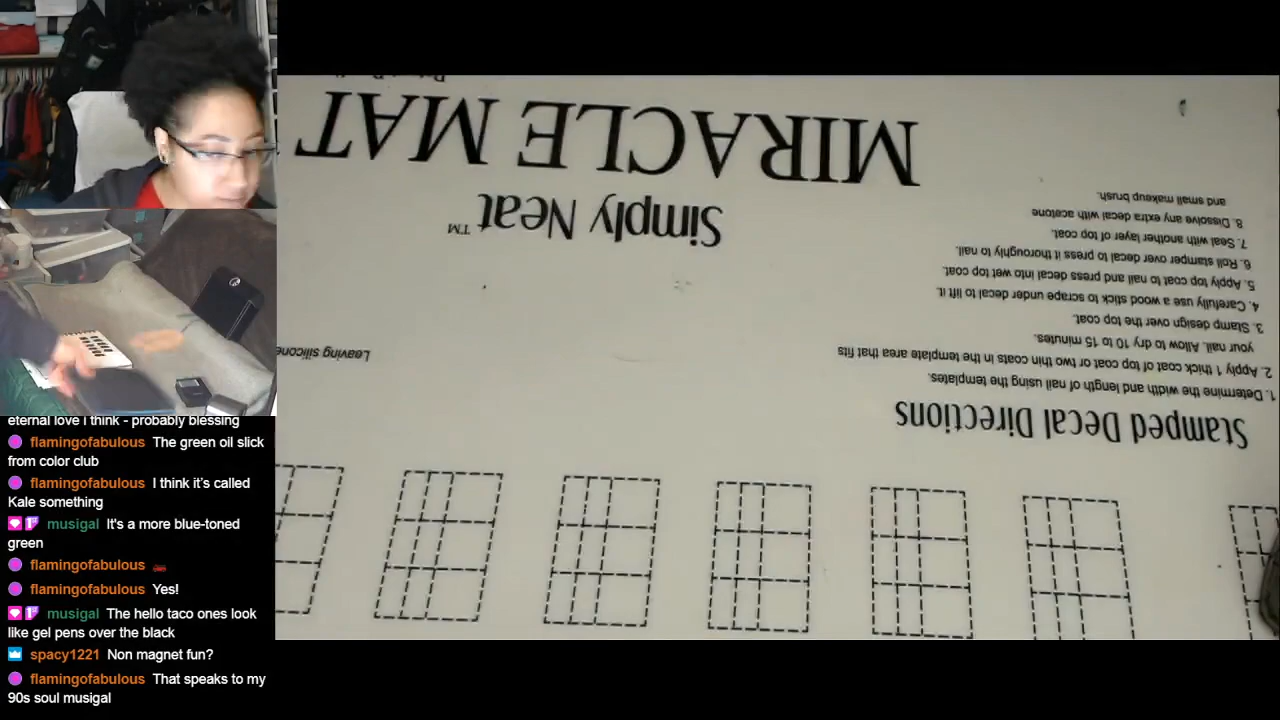 eternal love I think - probably blessing
flamingofabulous The green oil slick
from color club
flamingofabulous I think it's called
Kale something
musigal It's a more blue-toned
green
flamingofabulous
flamingofabulous Yes!
musigal The hello taco ones look
like gel pens over the black
spacy1221 Non magnet fun?
flamingofabulous That speaks to my
90s soul musigal
Stamped Decal Directions
1. Determine the width and length of nail using the templates.
2. Apply 1 thick coat of top coat or two thin coats in the template area that fits
your nail. Allow to dry 10 to 15 minutes.
3. Stamp design over the top coat.
4. Carefully use a wood stick to scrape under decal to lift it.
5. Apply top coat to nail and press decal into wet top coat.
6. Roll stamper over decal to press it thoroughly to nail.
7. Seal with another layer of top coat.
8. Dissolve any extra decal with acetone
and small makeup brush.
Leaving silicone
Simply Neat™
MIRACLE MAT